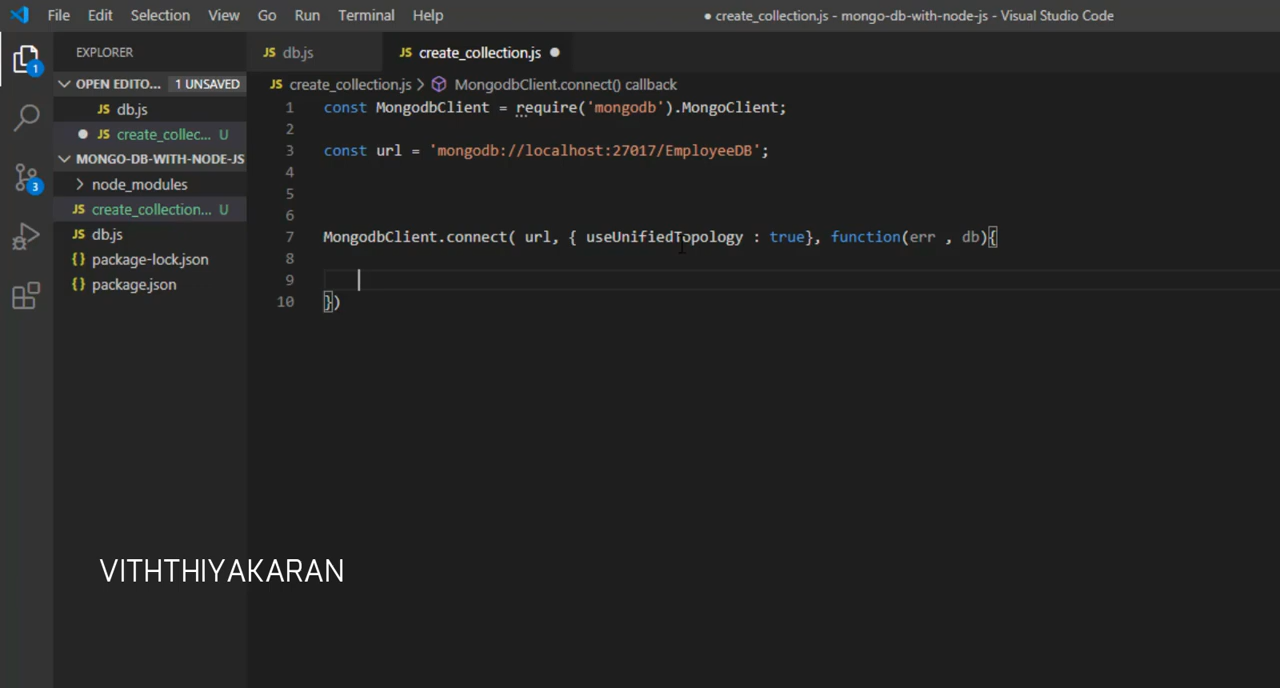 File Edit Selection View Go Run Terminal Help ● create_collection.js - mongo-db-with-node-js - Visual Studio Code
EXPLORER
JS db.js
JS create_collection.js ●
OPEN EDITO... 1 UNSAVED
JS db.js
● JS create_collec... U
MONGO-DB-WITH-NODE-JS
node_modules
JS create_collection... U
JS db.js
{} package-lock.json
{} package.json
1
3
JS create_collection.js > MongodbClient.connect() callback
1 const MongodbClient = require('mongodb').MongoClient;
2
3 const url = 'mongodb://localhost:27017/EmployeeDB';
4
5
6
7 MongodbClient.connect( url, { useUnifiedTopology : true}, function(err , db){
8
9
10 })
VITHTHIYAKARAN